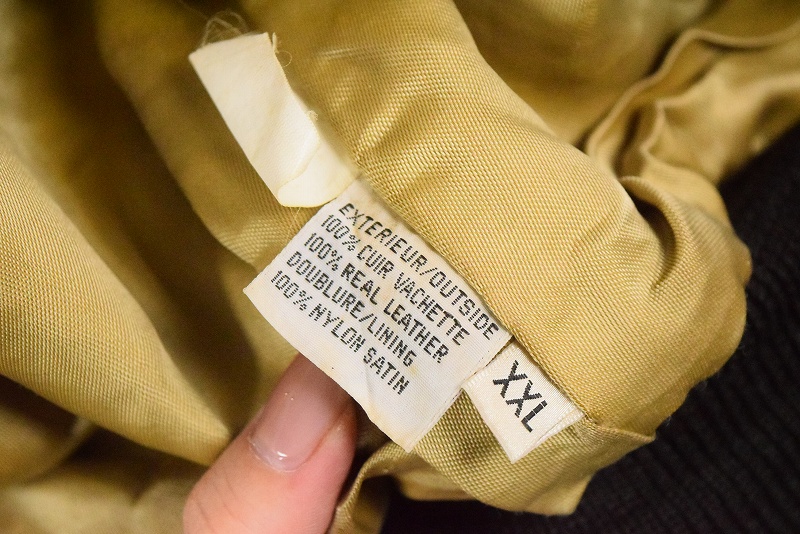 EXTERIEUR/OUTSIDE
100% CUIR VACHETTE
100% REAL LEATHER
DOUBLURE/LINING
100% NYLON SATIN
XXL